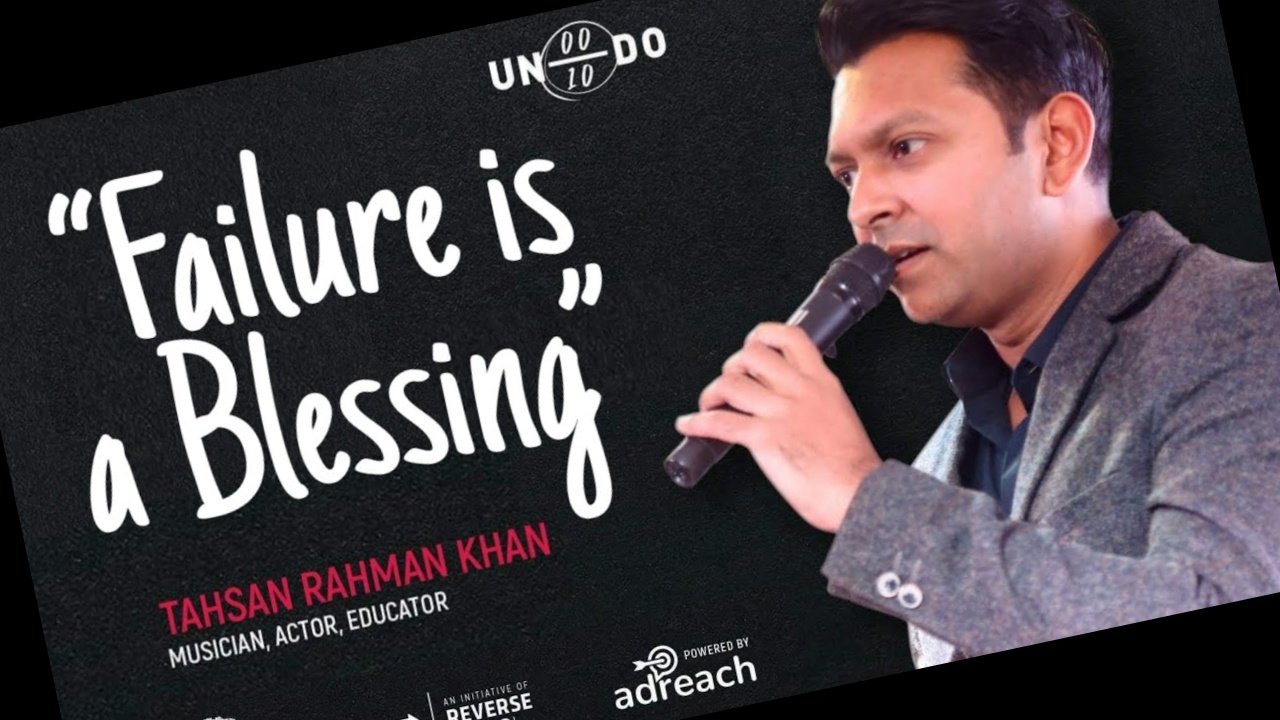 UN 00 DO
10
“Failure is
a Blessing”
TAHSAN RAHMAN KHAN
MUSICIAN, ACTOR, EDUCATOR
AN INITIATIVE OF
REVERSE
POWERED BY
adreach